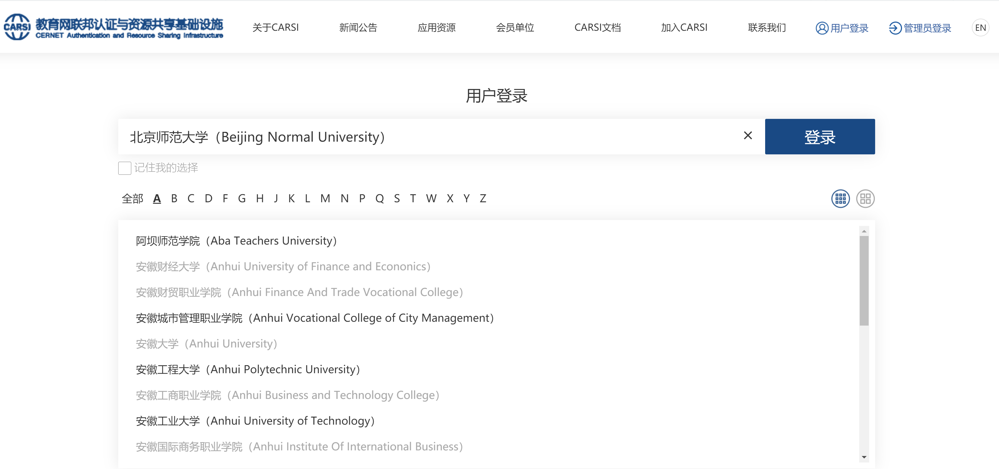 CARSI 教育网联邦认证与资源共享基础设施
CERNET Authentication and Resource Sharing Infrastructure
关于CARSI 新闻公告 应用资源 会员单位 CARSI文档 加入CARSI 联系我们 用户登录 管理员登录 EN
用户登录
北京师范大学（Beijing Normal University） × 登录
记住我的选择
全部 A B C D F G H J K L M N P Q S T W X Y Z
阿坝师范学院（Aba Teachers University）
安徽财经大学（Anhui University of Finance and Econonics）
安徽财贸职业学院（Anhui Finance And Trade Vocational College）
安徽城市管理职业学院（Anhui Vocational College of City Management）
安徽大学（Anhui University）
安徽工程大学（Anhui Polytechnic University）
安徽工商职业学院（Anhui Business and Technology College）
安徽工业大学（Anhui University of Technology）
安徽国际商务职业学院（Anhui Institute Of International Business）